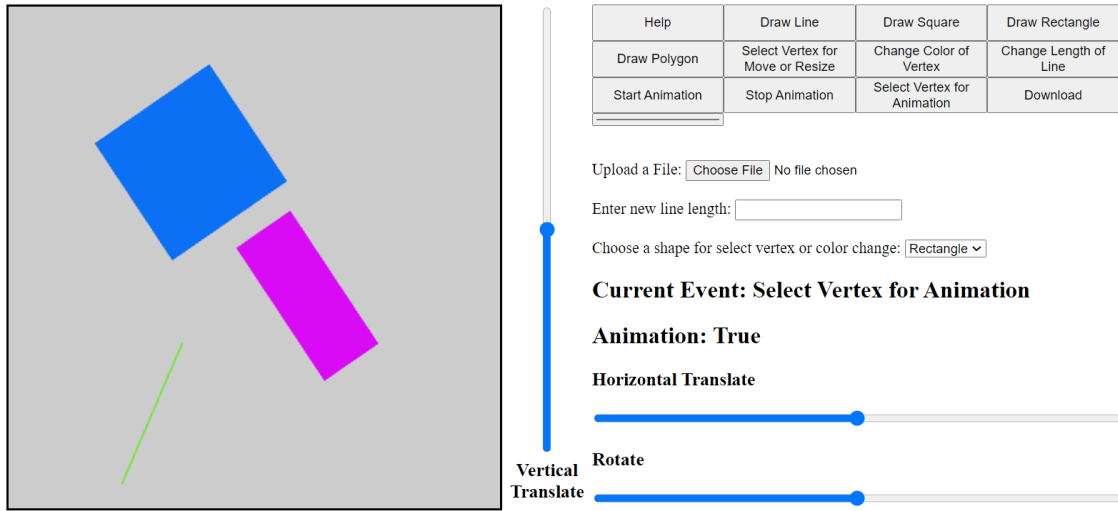 Help
Draw Line
Draw Square
Draw Rectangle
Draw Polygon
Select Vertex for
Move or Resize
Change Color of
Vertex
Change Length of
Line
Start Animation
Stop Animation
Select Vertex for
Animation
Download
Upload a File: Choose File No file chosen
Enter new line length:
Choose a shape for select vertex or color change: Rectangle
Current Event: Select Vertex for Animation
Animation: True
Horizontal Translate
Rotate
Vertical
Translate